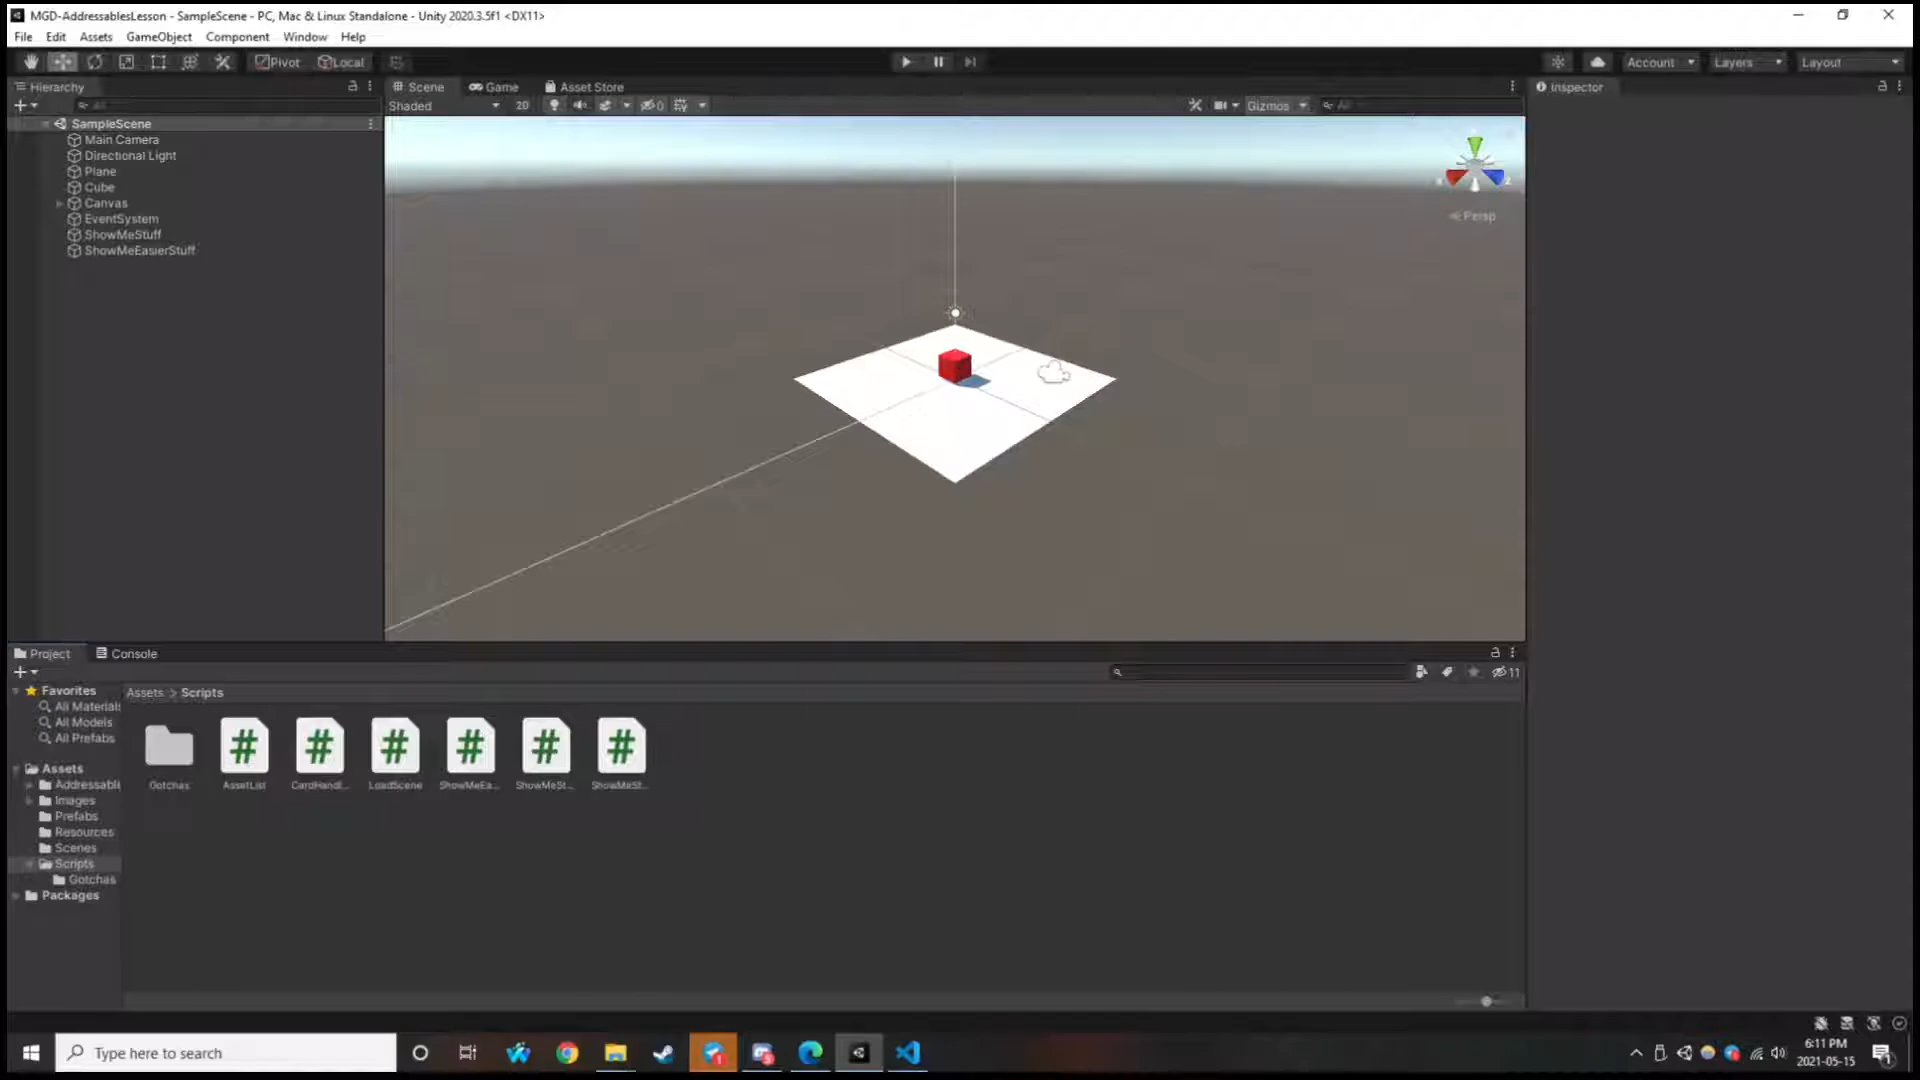 MGD-AddressablesLesson - SampleScene - PC, Mac & Linux Standalone - Unity 2020.3.5f1 <DX11>
File Edit Assets GameObject Component Window Help
Pivot Local Account Layers Layout
Hierarchy
Scene Game Asset Store
Inspector
All
Shaded 2D 0 Gizmos All
SampleScene
Main Camera
Directional Light
Plane
Cube
Canvas
EventSystem
ShowMeStuff
ShowMeEasierStuff
Persp
Project Console
11
Favorites
All Materials
All Models
All Prefabs
Assets
Addressabl
Images
Prefabs
Resources
Scenes
Scripts
Gotchas
Packages
Assets > Scripts
Gotchas AssetList CardHandl... LoadScene ShowMeEa... ShowMeSt... ShowMeSt...
Type here to search
6:11 PM
2021-05-15